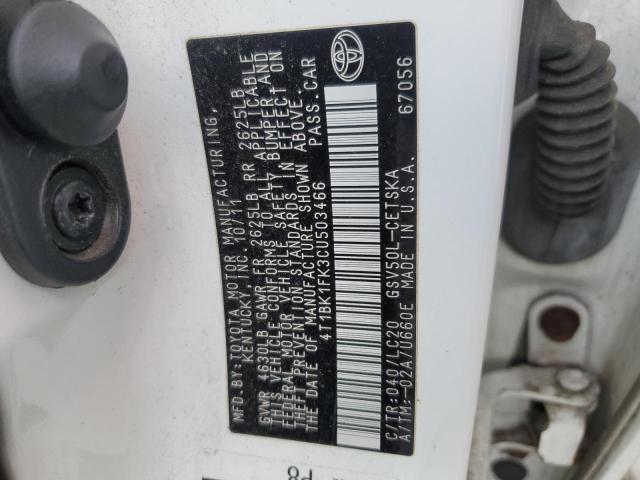 MFD. BY: TOYOTA MOTOR MANUFACTURING,
KENTUCKY, INC. 10/11
GVWR 4630LB GAWR FR 2625LB RR 2625LB
THIS VEHICLE CONFORMS TO ALL APPLICABLE
FEDERAL MOTOR VEHICLE SAFETY, BUMPER AND
THEFT PREVENTION STANDARDS IN EFFECT ON
THE DATE OF MANUFACTURE SHOWN ABOVE.
4T1BK1FK3CU503466 PASS. CAR
C/TR: 040/LC20 GSV50L-CETSKA
A/TM: -02A/U660E MADE IN U.S.A. 67056